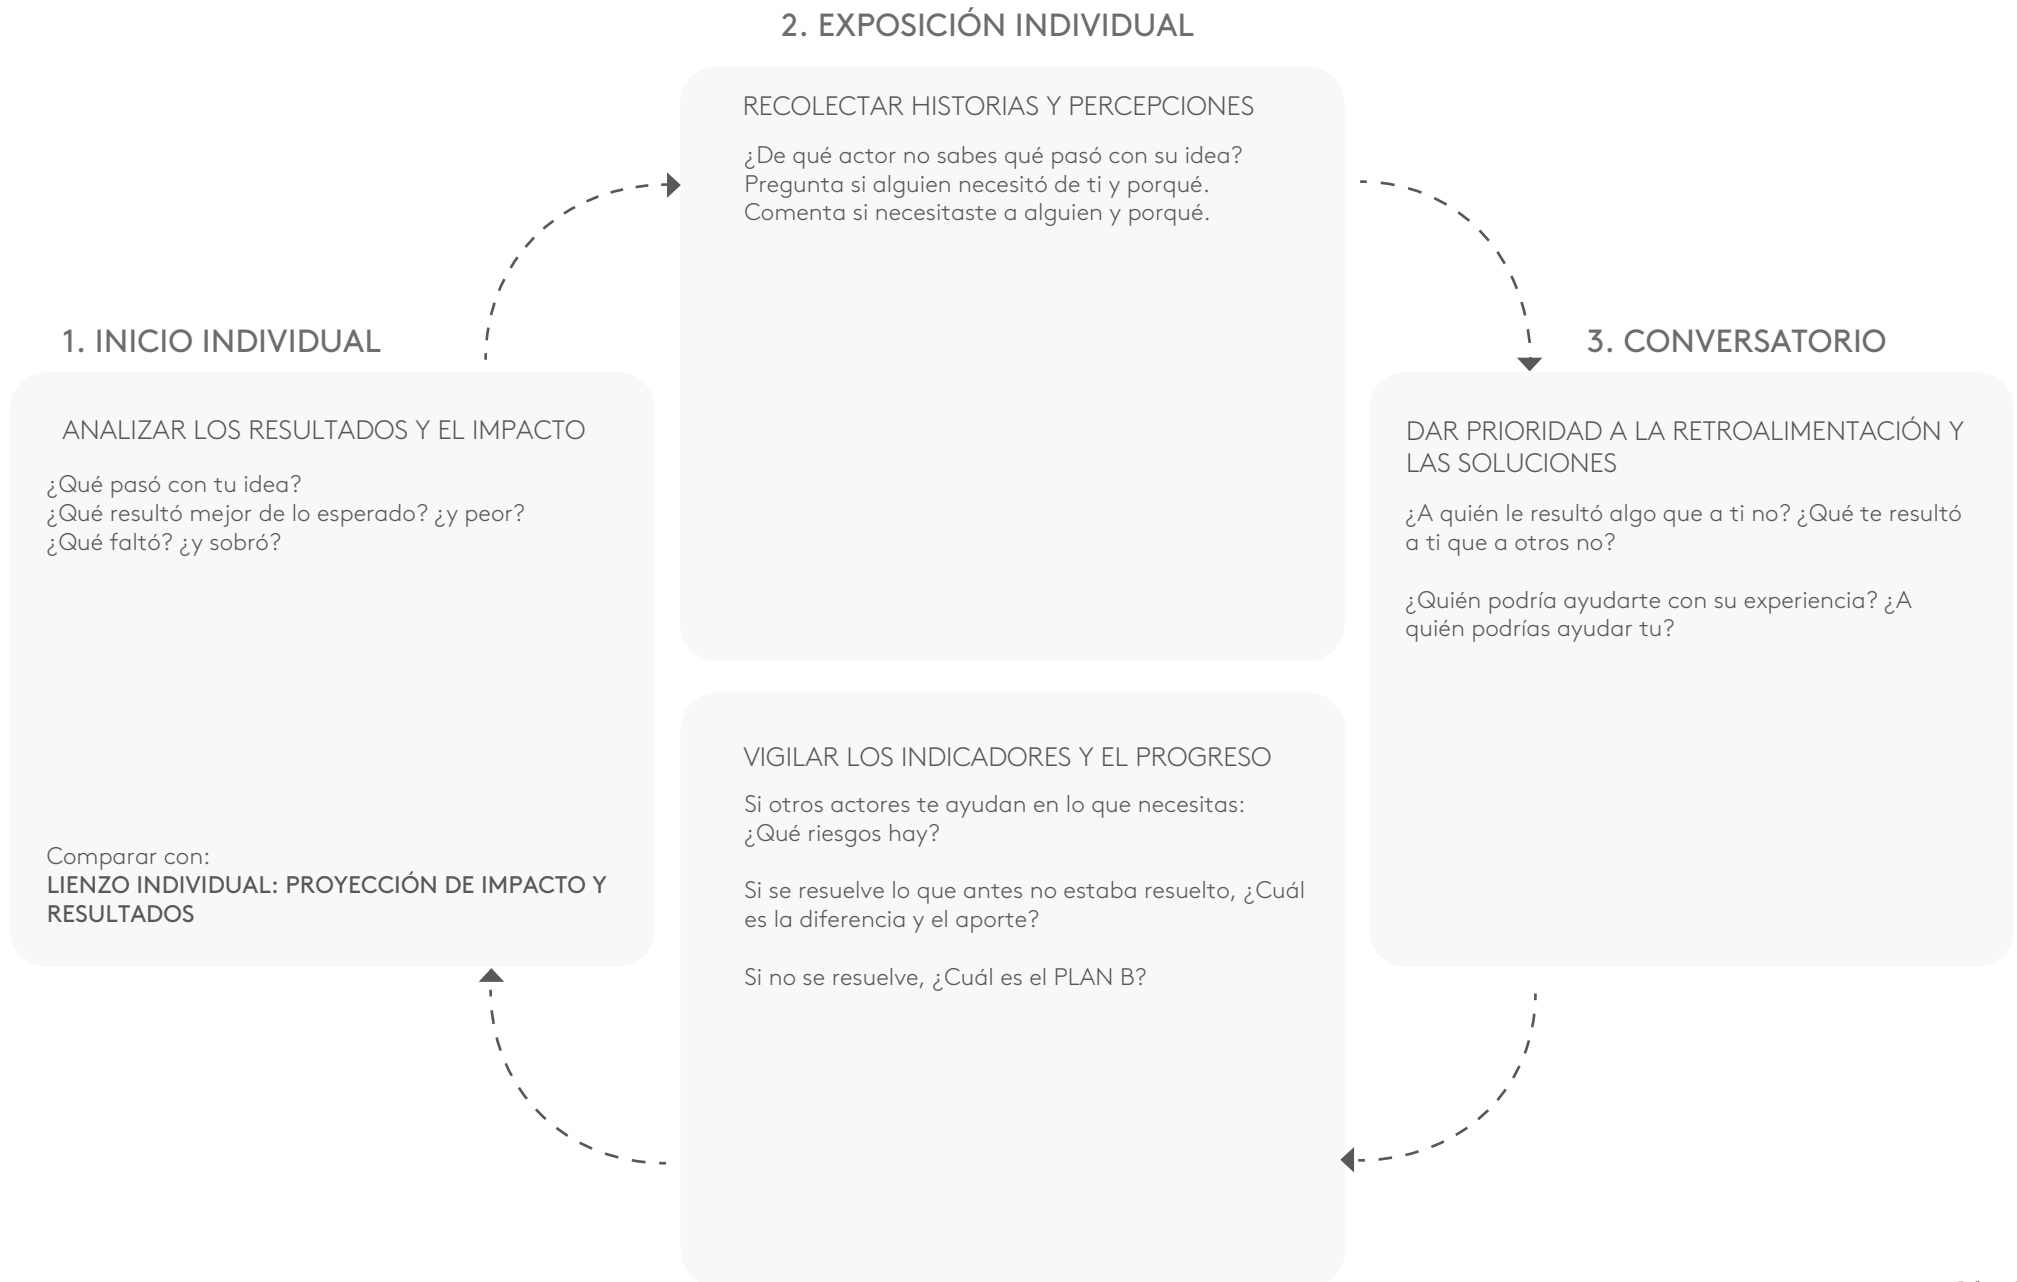 2. EXPOSICIÓN INDIVIDUAL
RECOLECTAR HISTORIAS Y PERCEPCIONES
¿De qué actor no sabes qué pasó con su idea?
Pregunta si alguien necesitó de ti y porqué.
Comenta si necesitaste a alguien y porqué.
1. INICIO INDIVIDUAL
ANALIZAR LOS RESULTADOS Y EL IMPACTO
¿Qué pasó con tu idea?
¿Qué resultó mejor de lo esperado? ¿y peor?
¿Qué faltó? ¿y sobró?
Comparar con:
LIENZO INDIVIDUAL: PROYECCIÓN DE IMPACTO Y
RESULTADOS
3. CONVERSATORIO
DAR PRIORIDAD A LA RETROALIMENTACIÓN Y
LAS SOLUCIONES
¿A quién le resultó algo que a ti no? ¿Qué te resultó
a ti que a otros no?
¿Quién podría ayudarte con su experiencia? ¿A
quién podrías ayudar tu?
VIGILAR LOS INDICADORES Y EL PROGRESO
Si otros actores te ayudan en lo que necesitas:
¿Qué riesgos hay?
Si se resuelve lo que antes no estaba resuelto, ¿Cuál
es la diferencia y el aporte?
Si no se resuelve, ¿Cuál es el PLAN B?